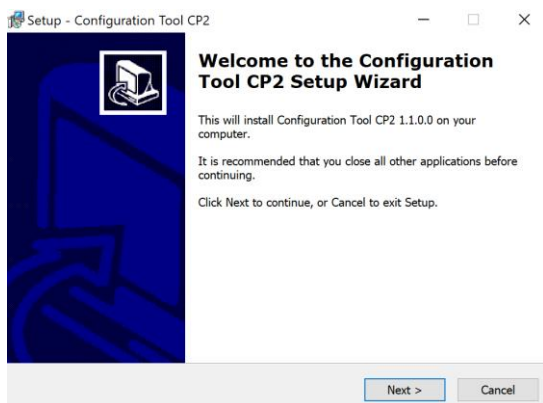 Setup - Configuration Tool CP2
Welcome to the Configuration
Tool CP2 Setup Wizard
This will install Configuration Tool CP2 1.1.0.0 on your
computer.
It is recommended that you close all other applications before
continuing.
Click Next to continue, or Cancel to exit Setup.
Next >
Cancel